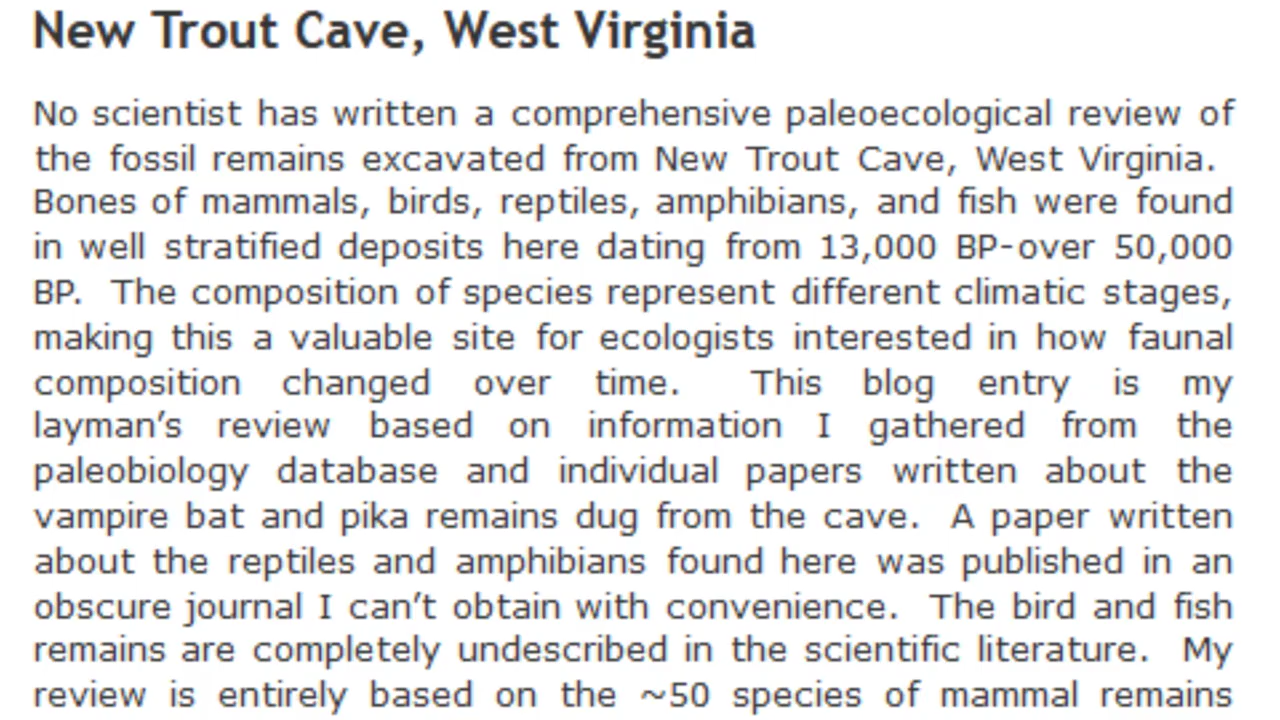 New Trout Cave, West Virginia
No scientist has written a comprehensive paleoecological review of
the fossil remains excavated from New Trout Cave, West Virginia.
Bones of mammals, birds, reptiles, amphibians, and fish were found
in well stratified deposits here dating from 13,000 BP-over 50,000
BP.  The composition of species represent different climatic stages,
making this a valuable site for ecologists interested in how faunal
composition changed over time.  This blog entry is my
layman’s review based on information I gathered from the
paleobiology database and individual papers written about the
vampire bat and pika remains dug from the cave.  A paper written
about the reptiles and amphibians found here was published in an
obscure journal I can’t obtain with convenience.  The bird and fish
remains are completely undescribed in the scientific literature.  My
review is entirely based on the ~50 species of mammal remains